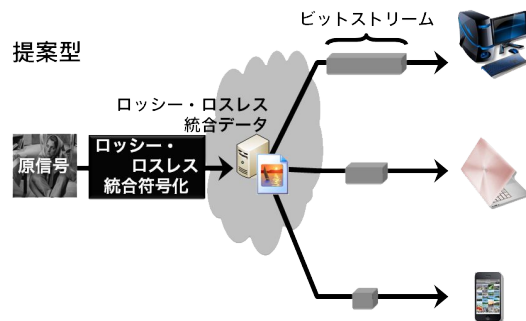 ビットストリーム
提案型
ロッシー・ロスレス
統合データ
原信号
ロッシー・
ロスレス
統合符号化